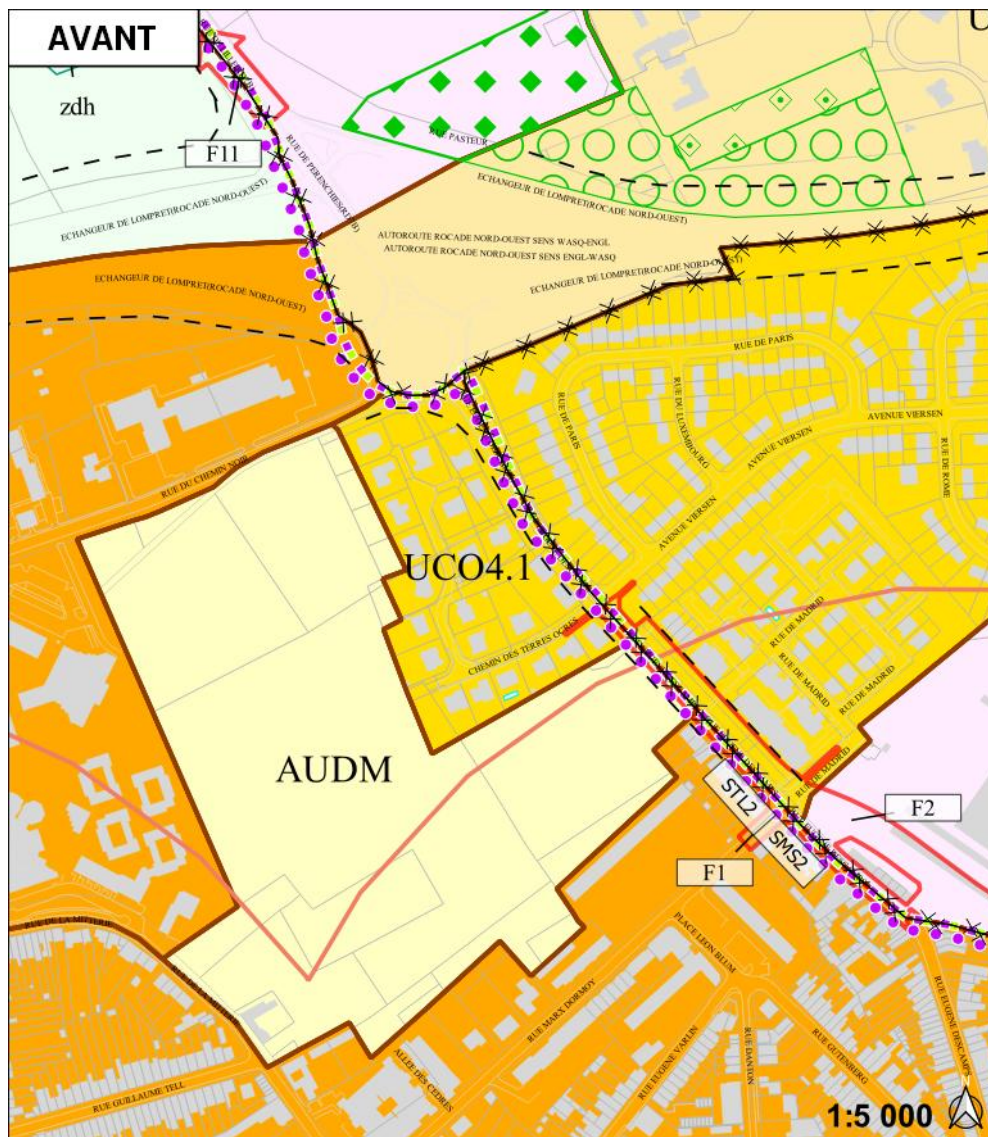 AVANT
U
zdh
F11
RUE PASTEUR
RUE DE PERENCHIES(RD
ECHANGEUR DE LOMPRET(ROCADE NORD-OUEST)
ECHANGEUR DE LOMPRET(ROCADE NORD-OUEST)
AUTOROUTE ROCADE NORD-OUEST SENS WASQ-ENGL
AUTOROUTE ROCADE NORD-OUEST SENS ENGL-WASQ
ECHANGEUR DE LOMPRET(ROCADE NORD-OUEST)
ECHANGEUR DE LOMPRET(ROCADE NORD-OUEST)
RUE DE PARIS
RUE DE PARIS
RUE DU LUXEMBOURG
AVENUE VIERSEN
AVENUE VIERSEN
RUE DE ROME
RUE DU CHEMIN NOIR
AVENUE VIERSEN
UCO4.1
CHEMIN DES TERRES OGRES
RUE DE MADRID
RUE DE MADRID
RUE DE MADRID
RUE DE MADRID
AUDM
STL2
SMS2
F2
F1
RUE DE LA MITTERIE
RUE DE LA MITTERIE
PLACE LEON BLUM
RUE MARX DORMOY
RUE EUGENE VARLIN
RUE DANTON
RUE GUTENBERG
RUE EUGENE DESCAMPS
ALLEE DES CEDRES
RUE GUILLAUME TELL
1:5 000
N